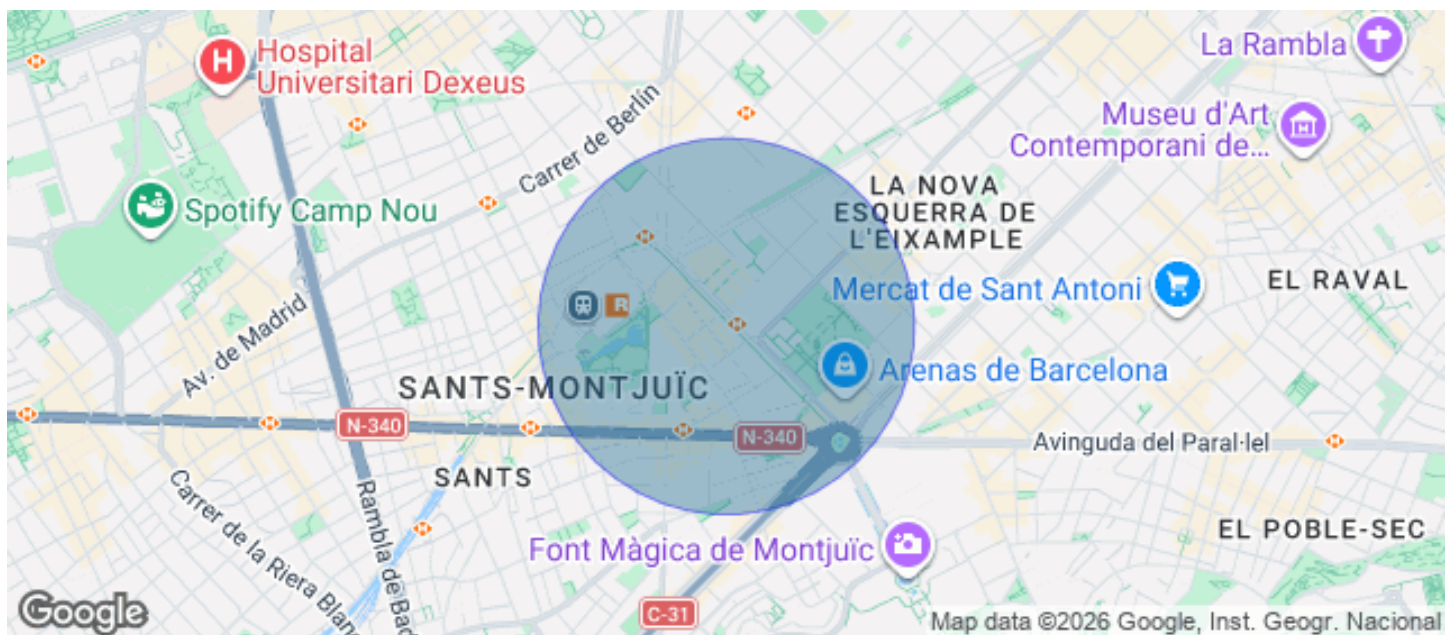 Hospital
Universitari Dexeus
La Rambla
Museu d'Art
Contemporani de...
Carrer de Berlín
Spotify Camp Nou
LA NOVA
ESQUERRA DE
L'EIXAMPLE
Mercat de Sant Antoni
EL RAVAL
Av. de Madrid
Arenas de Barcelona
SANTS-MONTJUÏC
N-340
N-340
Avinguda del Paral·lel
SANTS
Carrer de la Riera Blanc
Rambla de Bad
Font Màgica de Montjuïc
EL POBLE-SEC
C-31
Google
Map data ©2026 Google, Inst. Geogr. Nacional